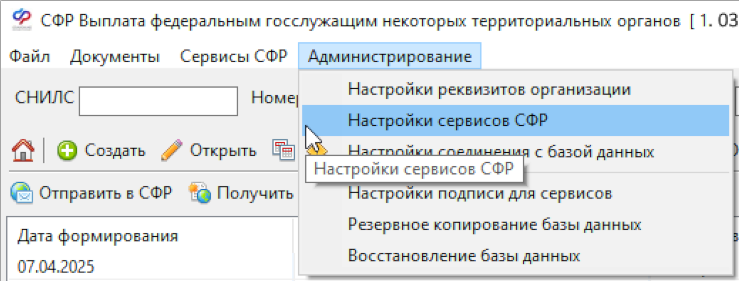 СФР Выплата федеральным госслужащим некоторых территориальных органов [ 1. 03
Файл Документы Сервисы СФР Администрирование
СНИЛС Номер
Настройки реквизитов организации
Настройки сервисов СФР
Создать Открыть
Настройки соединения с базой данных
Настройки сервисов СФР
Отправить в СФР Получить
Настройки подписи для сервисов
Резервное копирование базы данных
Дата формирования
Восстановление базы данных
07.04.2025